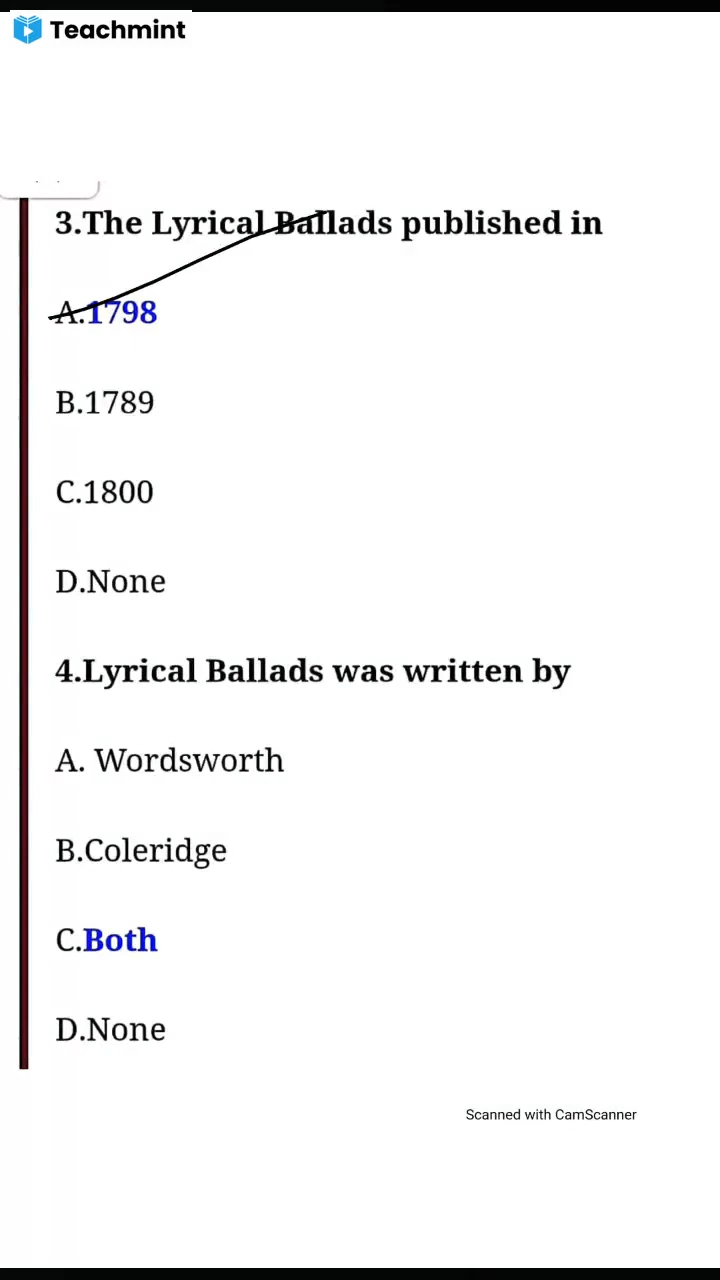 Teachmint
3.The Lyrical Ballads published in
A.1798
B.1789
C.1800
D.None
4.Lyrical Ballads was written by
A. Wordsworth
B.Coleridge
C.Both
D.None
Scanned with CamScanner